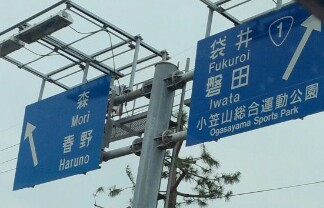 森
Mori
春野
Haruno
袋井
Fukuroi
1
磐田
Iwata
小笠山総合運動公園
Ogasayama Sports Park